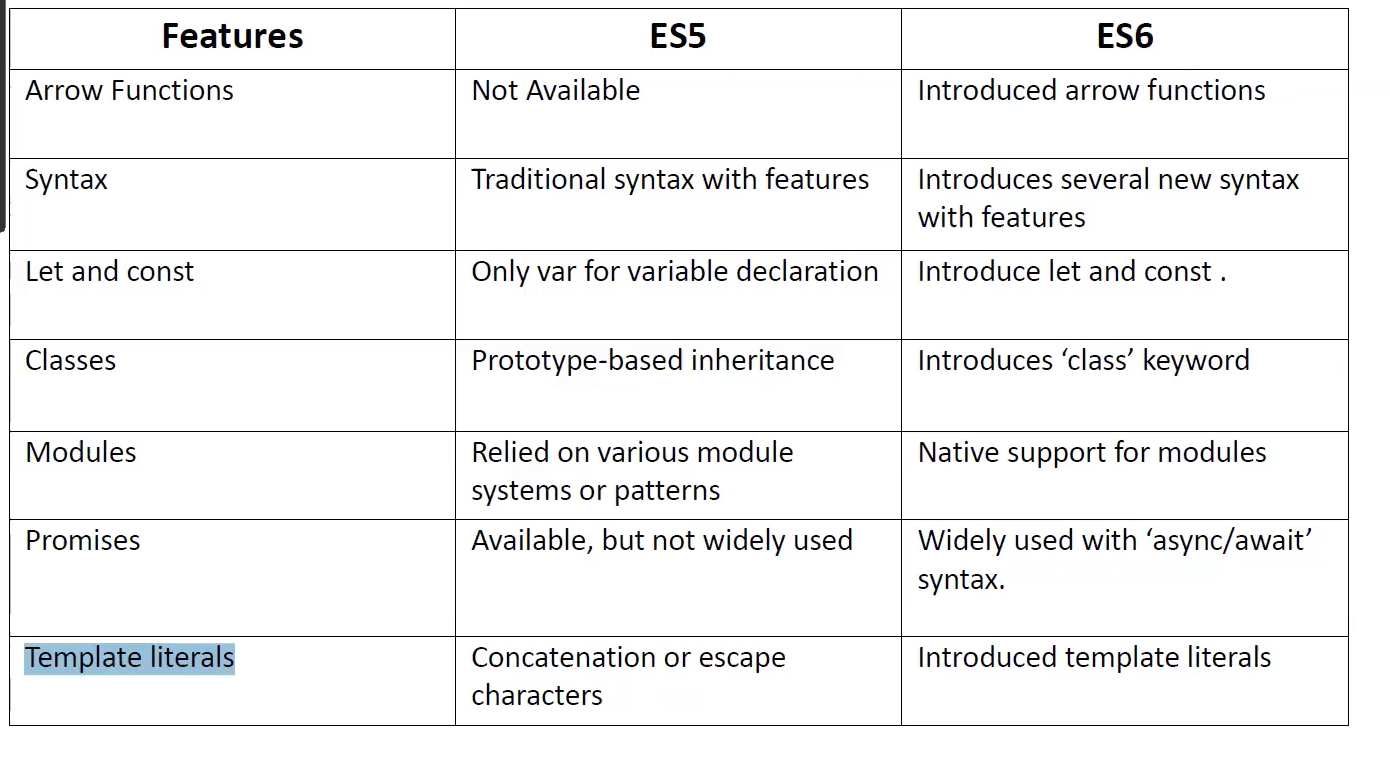 Features ES5 ES6
Arrow Functions Not Available Introduced arrow functions
Syntax Traditional syntax with features Introduces several new syntax
with features
Let and const Only var for variable declaration Introduce let and const .
Classes Prototype-based inheritance Introduces ‘class’ keyword
Modules Relied on various module Native support for modules
systems or patterns
Promises Available, but not widely used Widely used with ‘async/await’
syntax.
Template literals Concatenation or escape Introduced template literals
characters